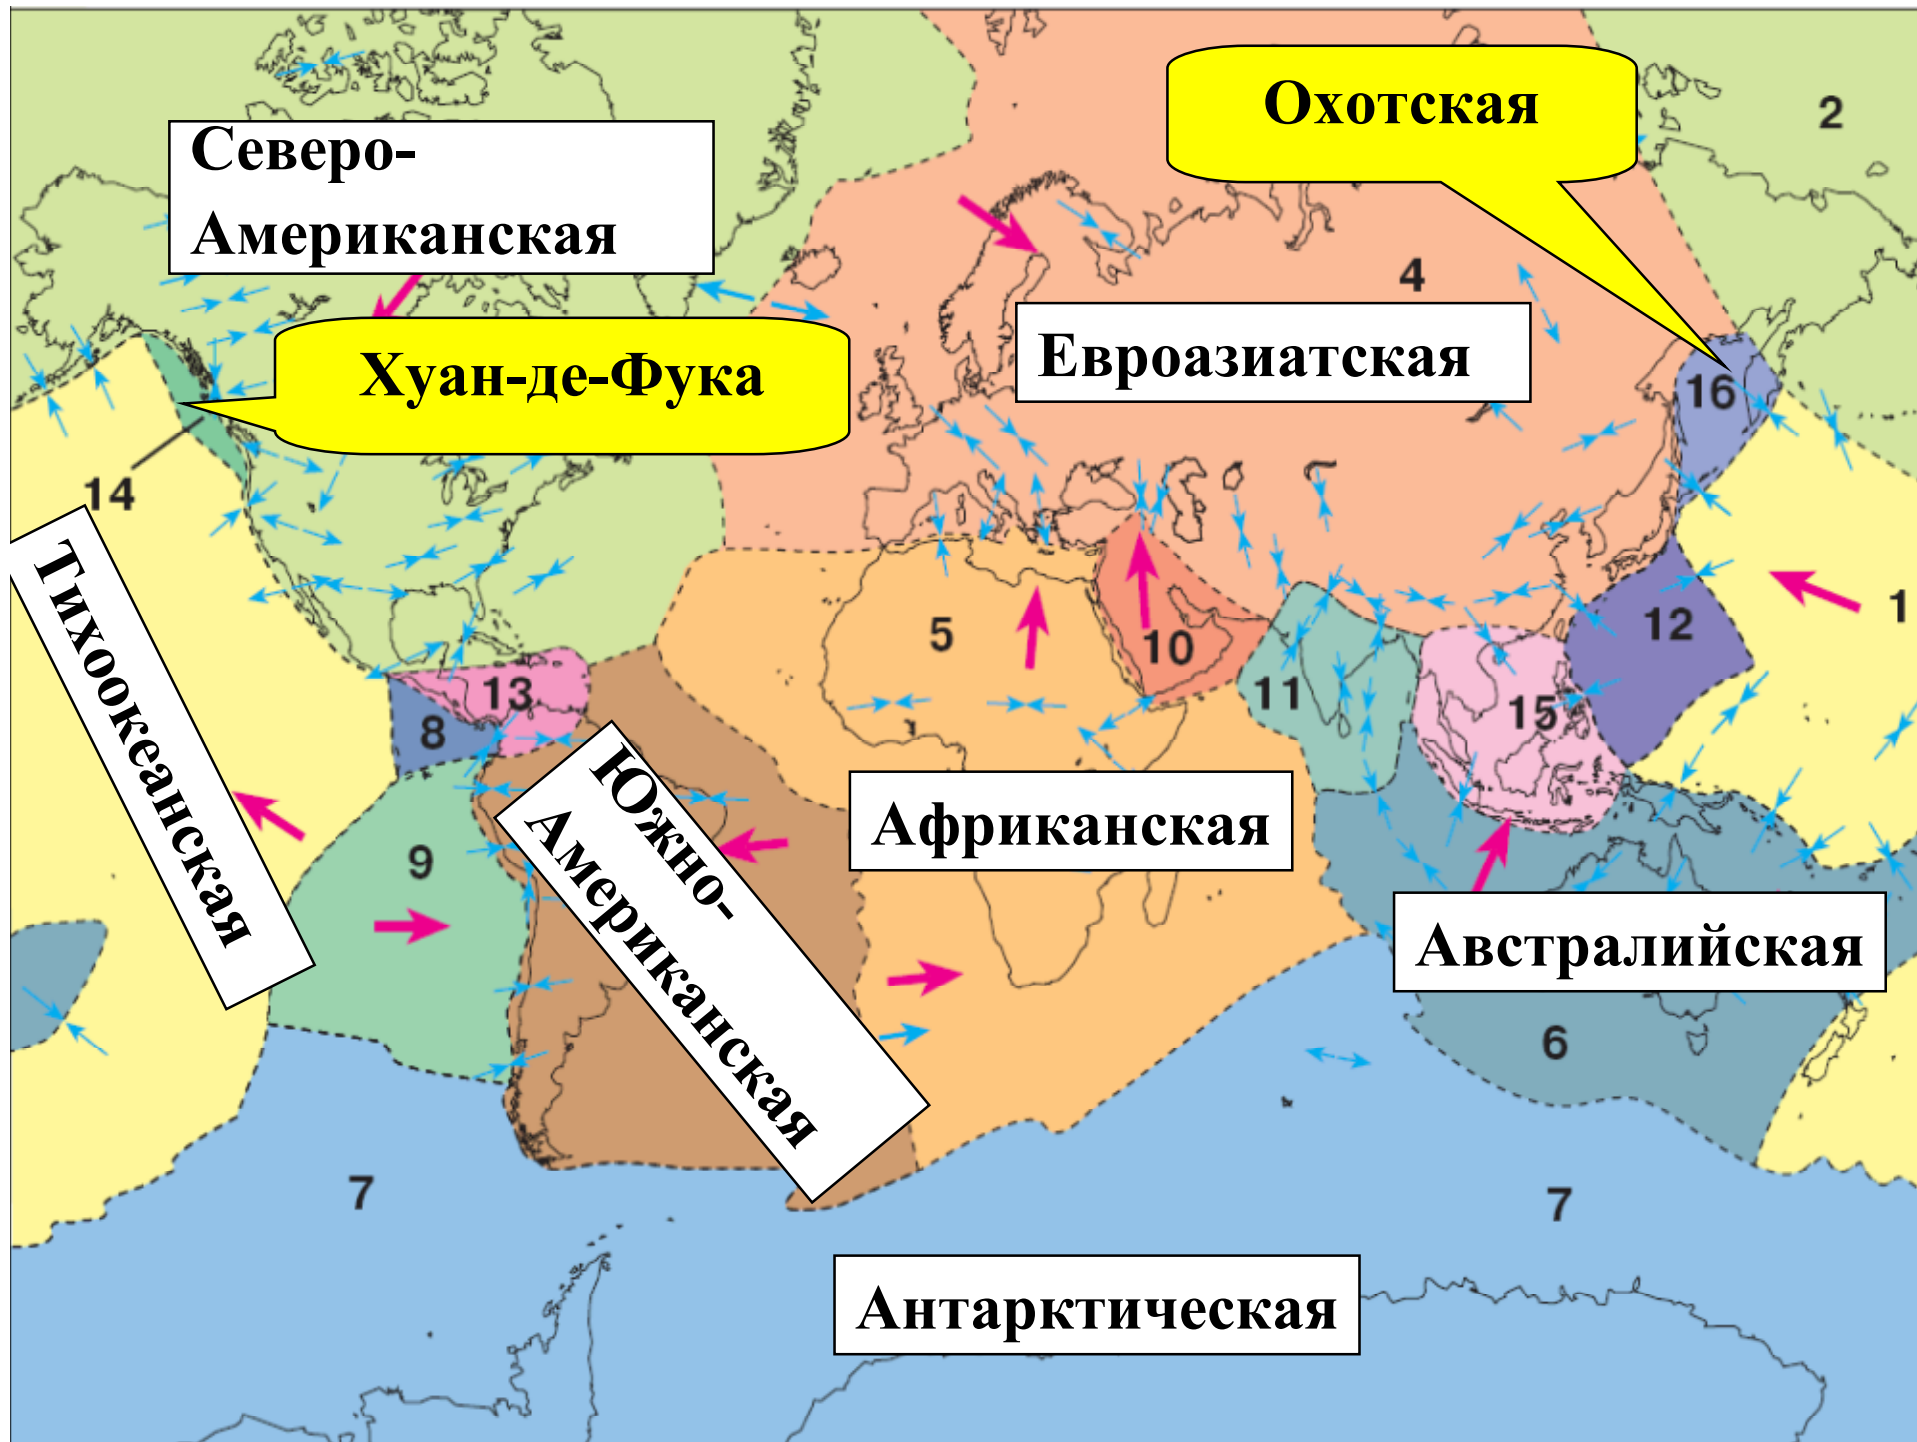 Охотская
2
Северо-
Американская
4
Евроазиатская
Хуан-де-Фука
16
14
Тихоокеанская
5
1
12
10
11
13
15
8
Южно-
Американская
Африканская
9
Австралийская
6
7
7
Антарктическая